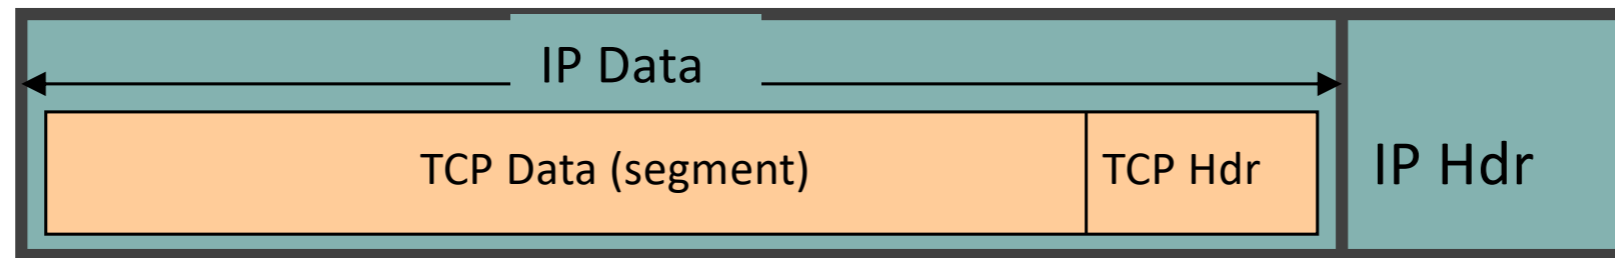 IP Data
TCP Data (segment)
TCP Hdr
IP Hdr